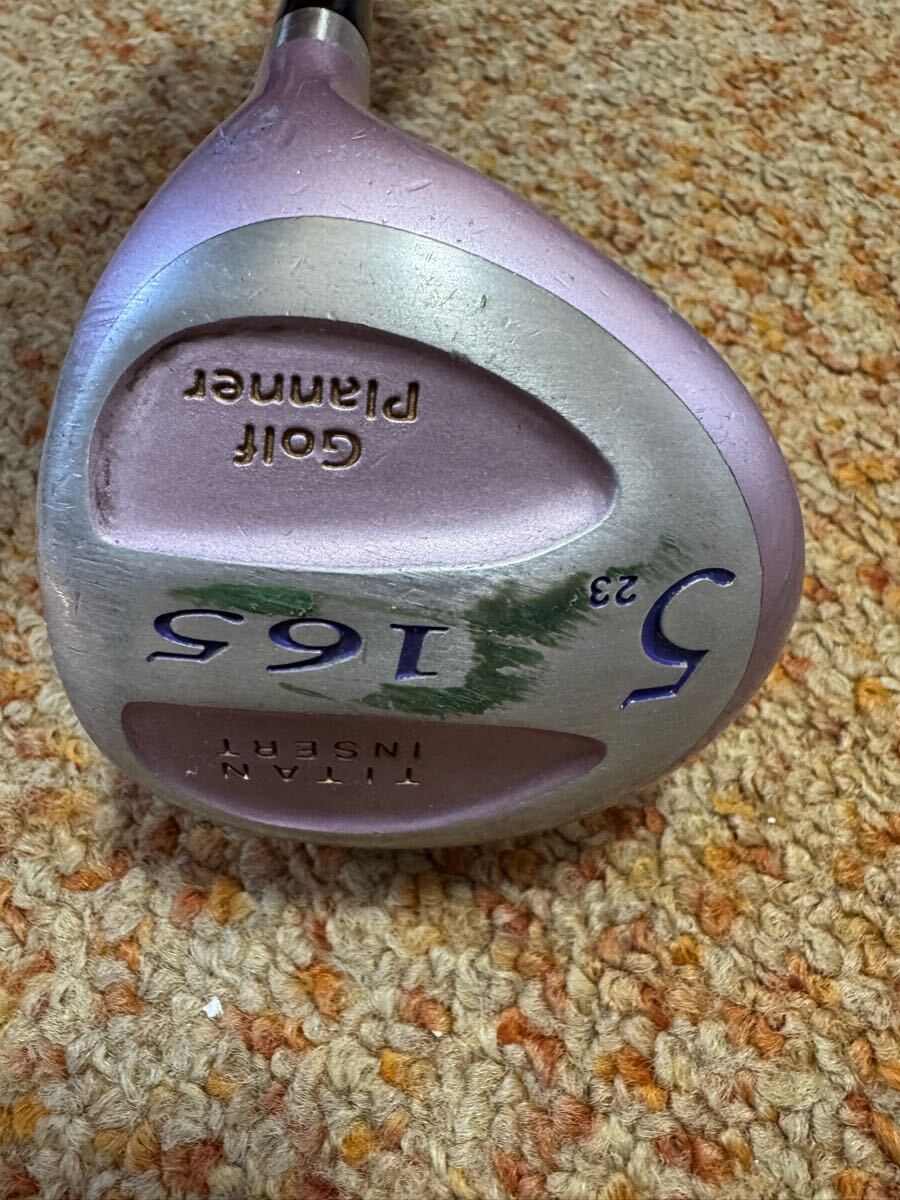 Golf
Planner
5
23
165
TITAN
INSERT